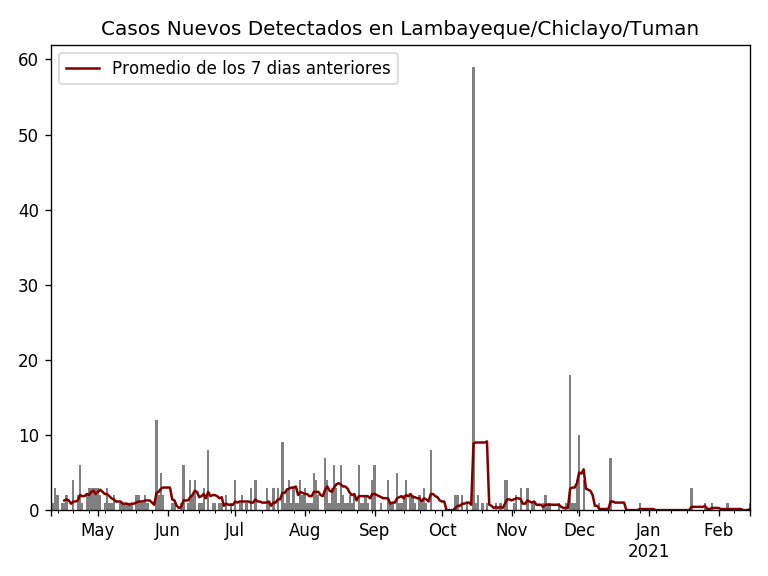 Casos Nuevos Detectados en Lambayeque/Chiclayo/Tuman
Promedio de los 7 dias anteriores
60
50
40
30
20
10
0
May Jun Jul Aug Sep Oct Nov Dec Jan Feb
2021